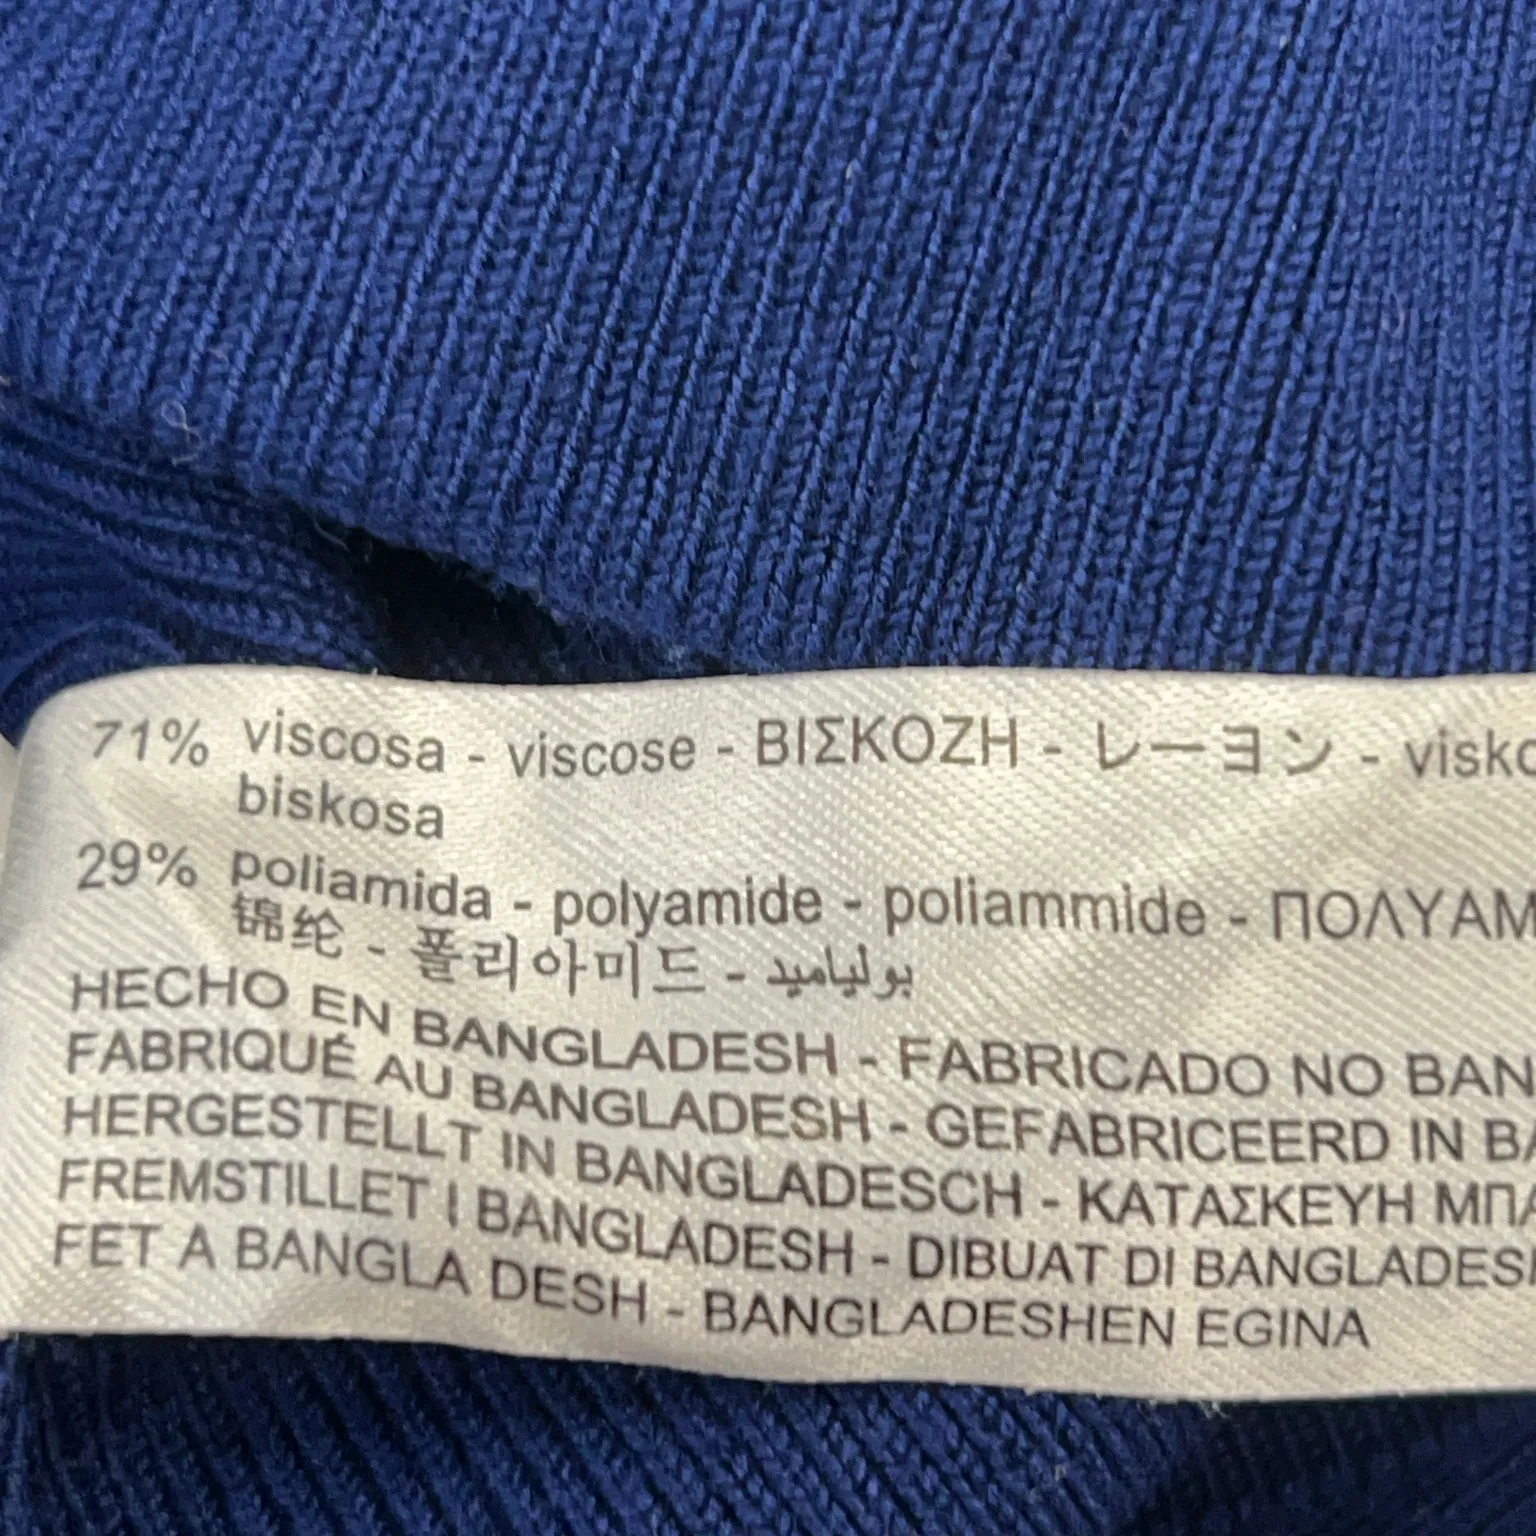 71% viscosa - viscose - ΒΙΣΚΟΖΗ - レーヨン -
biskosa
29% poliamida - polyamide - poliammide -
锦纶 - 폴리아미드 - بولياميد
HECHO EN BANGLADESH - FABRICADO NO
FABRIQUÉ AU BANGLADESH - GEFABRICEERD IN
HERGESTELLT IN BANGLADESCH - ΚΑΤΑΣΚΕΥΗ
FREMSTILLET I BANGLADESH - DIBUAT DI BANGLADESH
FET A BANGLA DESH - BANGLADESHEN EGINA